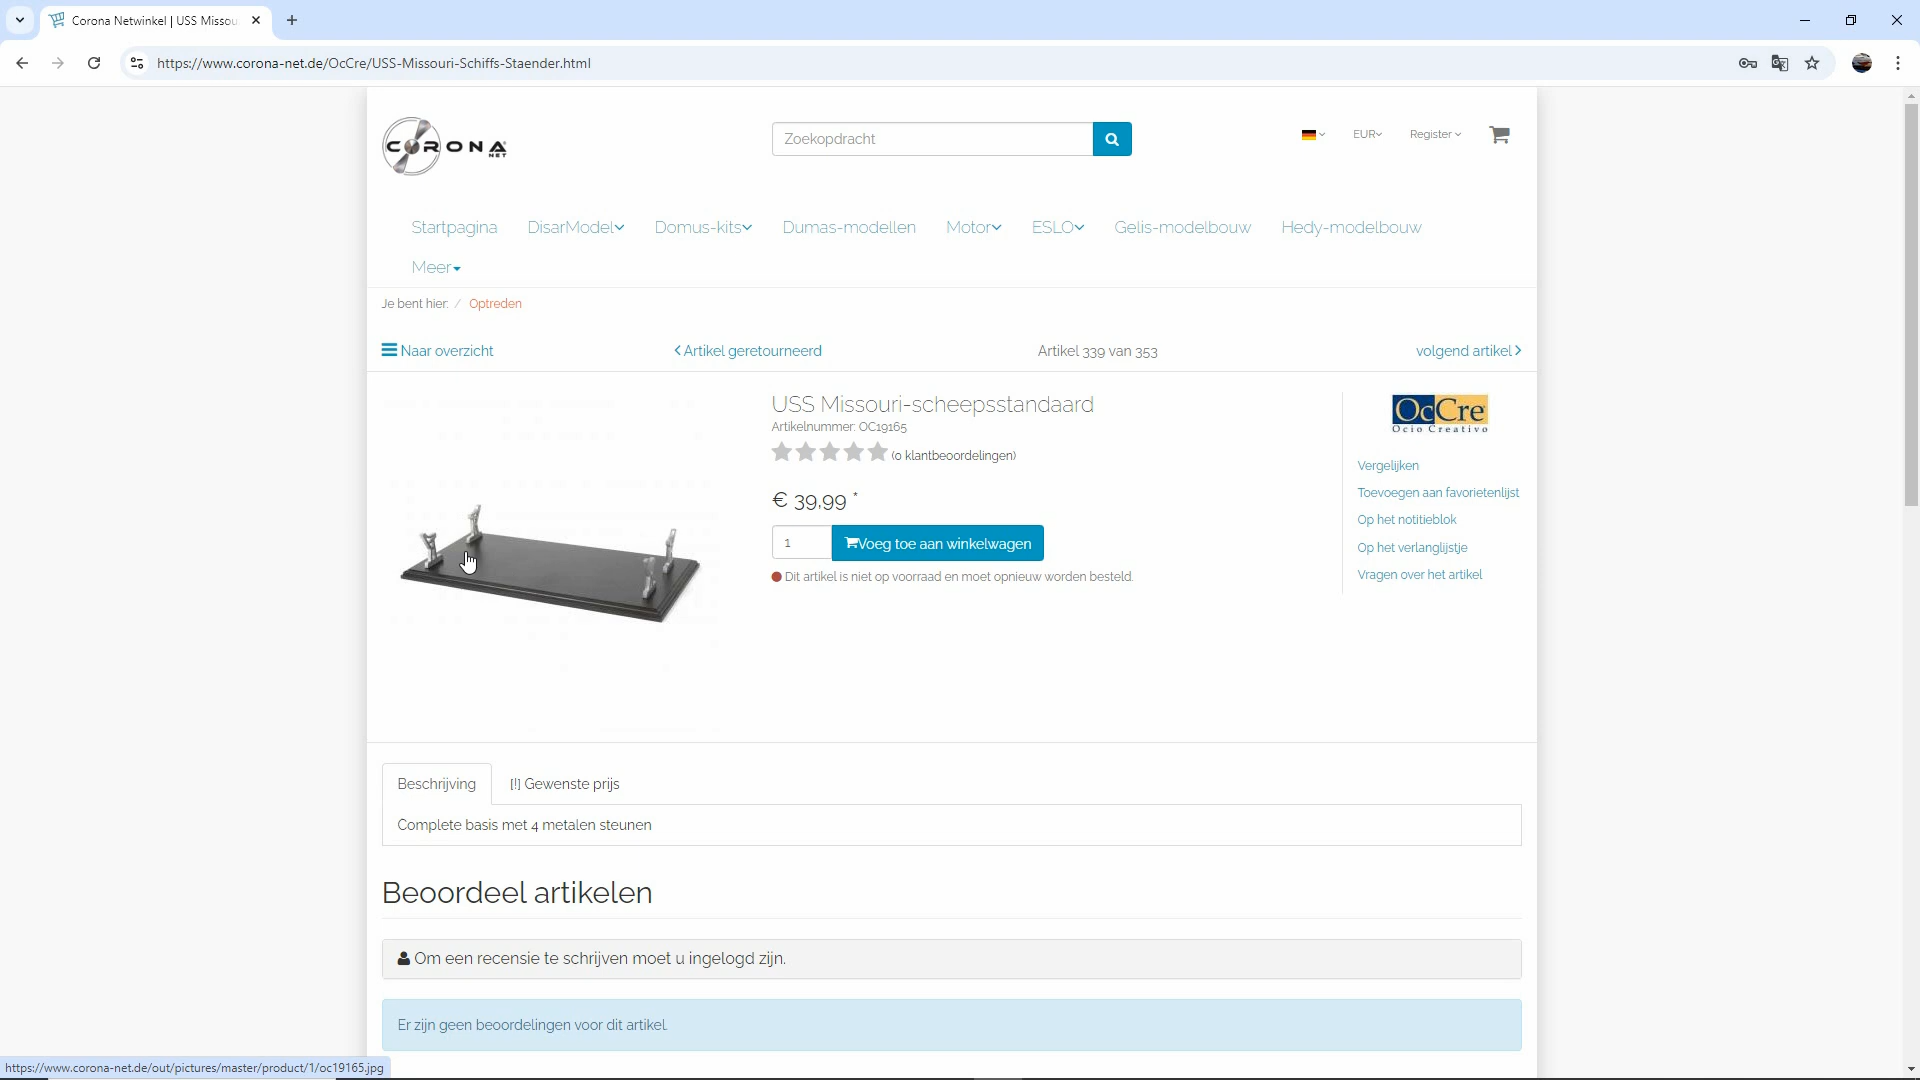 Corona Netwinkel | USS Missou
https://www.corona-net.de/OcCre/USS-Missouri-Schiffs-Staender.html
CORONA
NET
Zoekopdracht
EUR
Register
Startpagina
DisarModel
Domus-kits
Dumas-modellen
Motor
ESLO
Gelis-modelbouw
Hedy-modelbouw
Meer
Je bent hier: / Optreden
Naar overzicht
Artikel geretourneerd
Artikel 339 van 353
volgend artikel
USS Missouri-scheepsstandaard
Artikelnummer: OC19165
(0 klantbeoordelingen)
€ 39,99 *
1
Voeg toe aan winkelwagen
Dit artikel is niet op voorraad en moet opnieuw worden besteld.
OcCre
Ocio Creativo
Vergelijken
Toevoegen aan favorietenlijst
Op het notitieblok
Op het verlanglijstje
Vragen over het artikel
Beschrijving
[!] Gewenste prijs
Complete basis met 4 metalen steunen
Beoordeel artikelen
Om een recensie te schrijven moet u ingelogd zijn.
Er zijn geen beoordelingen voor dit artikel.
https://www.corona-net.de/out/pictures/master/product/1/oc19165.jpg